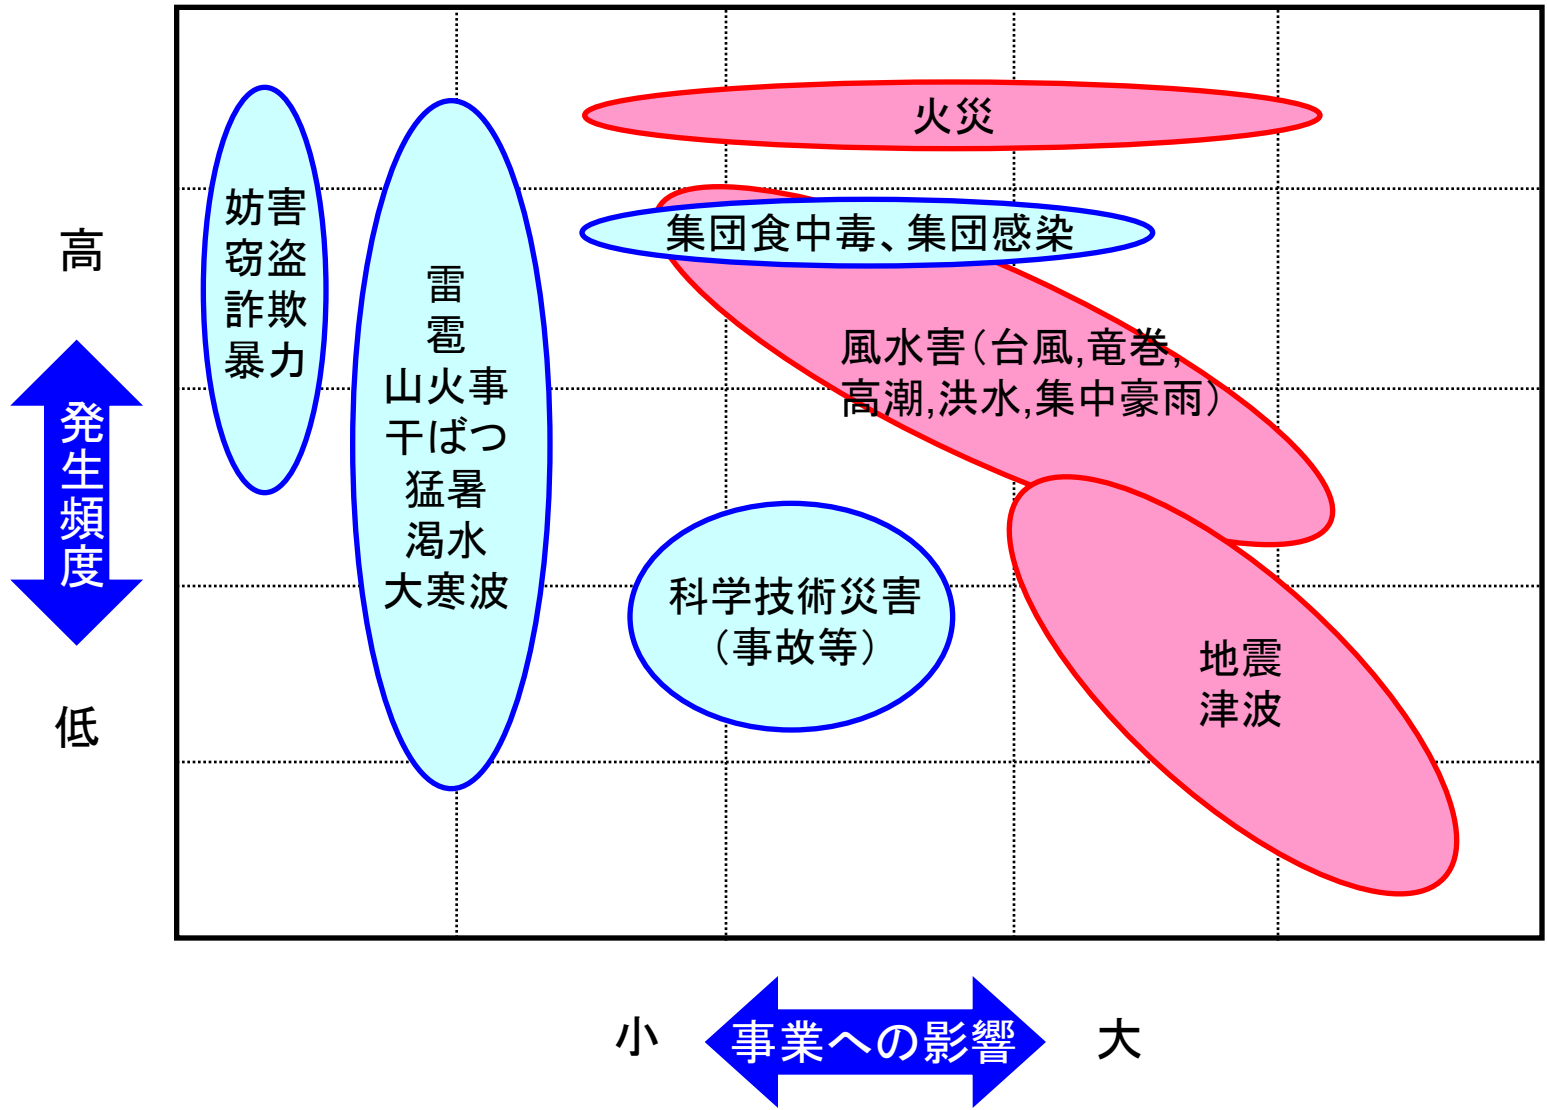 火災
妨害
窃盗
詐欺
暴力
高
集団食中毒、集団感染
雷
雹
山火事
干ばつ
猛暑
渇水
大寒波
風水害（台風,竜巻,
高潮,洪水,集中豪雨）
発生頻度
科学技術災害
（事故等）
地震
津波
低
小
事業への影響
大